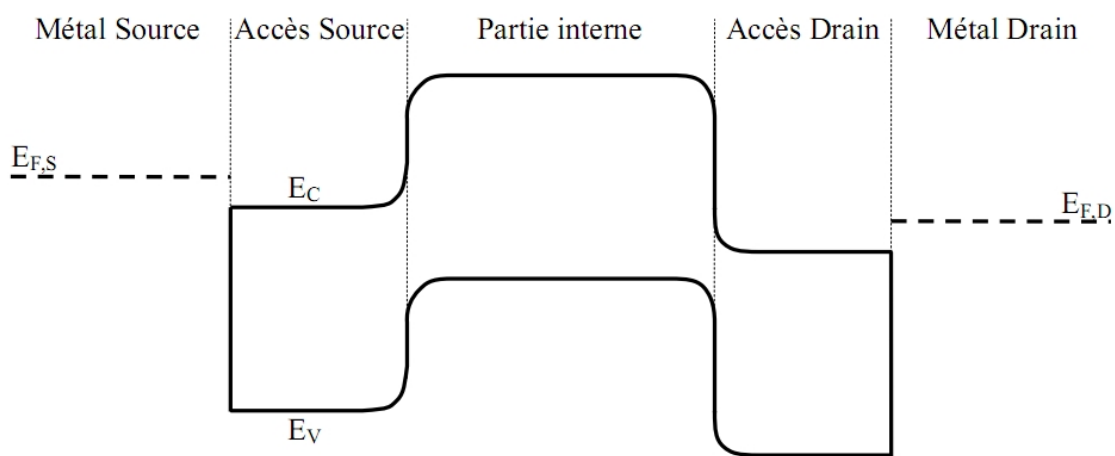 Métal Source
Accès Source
Partie interne
Accès Drain
Métal Drain
E_{F,S}
E_C
E_{F,D}
E_V